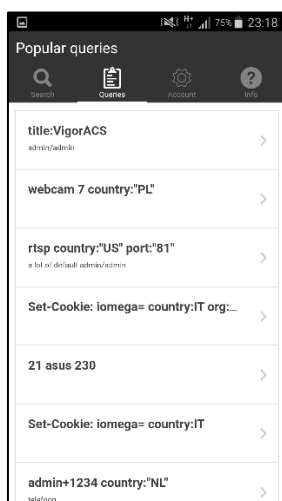 H+ 75% 23:18
Popular queries
Search Queries Account Info
title:VigorACS
admin/admin
webcam 7 country:"PL"
rtsp country:"US" port:"81"
a lot of default admin/admin
Set-Cookie: iomega= country:IT org:...
21 asus 230
Set-Cookie: iomega= country:IT
admin+1234 country:"NL"
telefoon